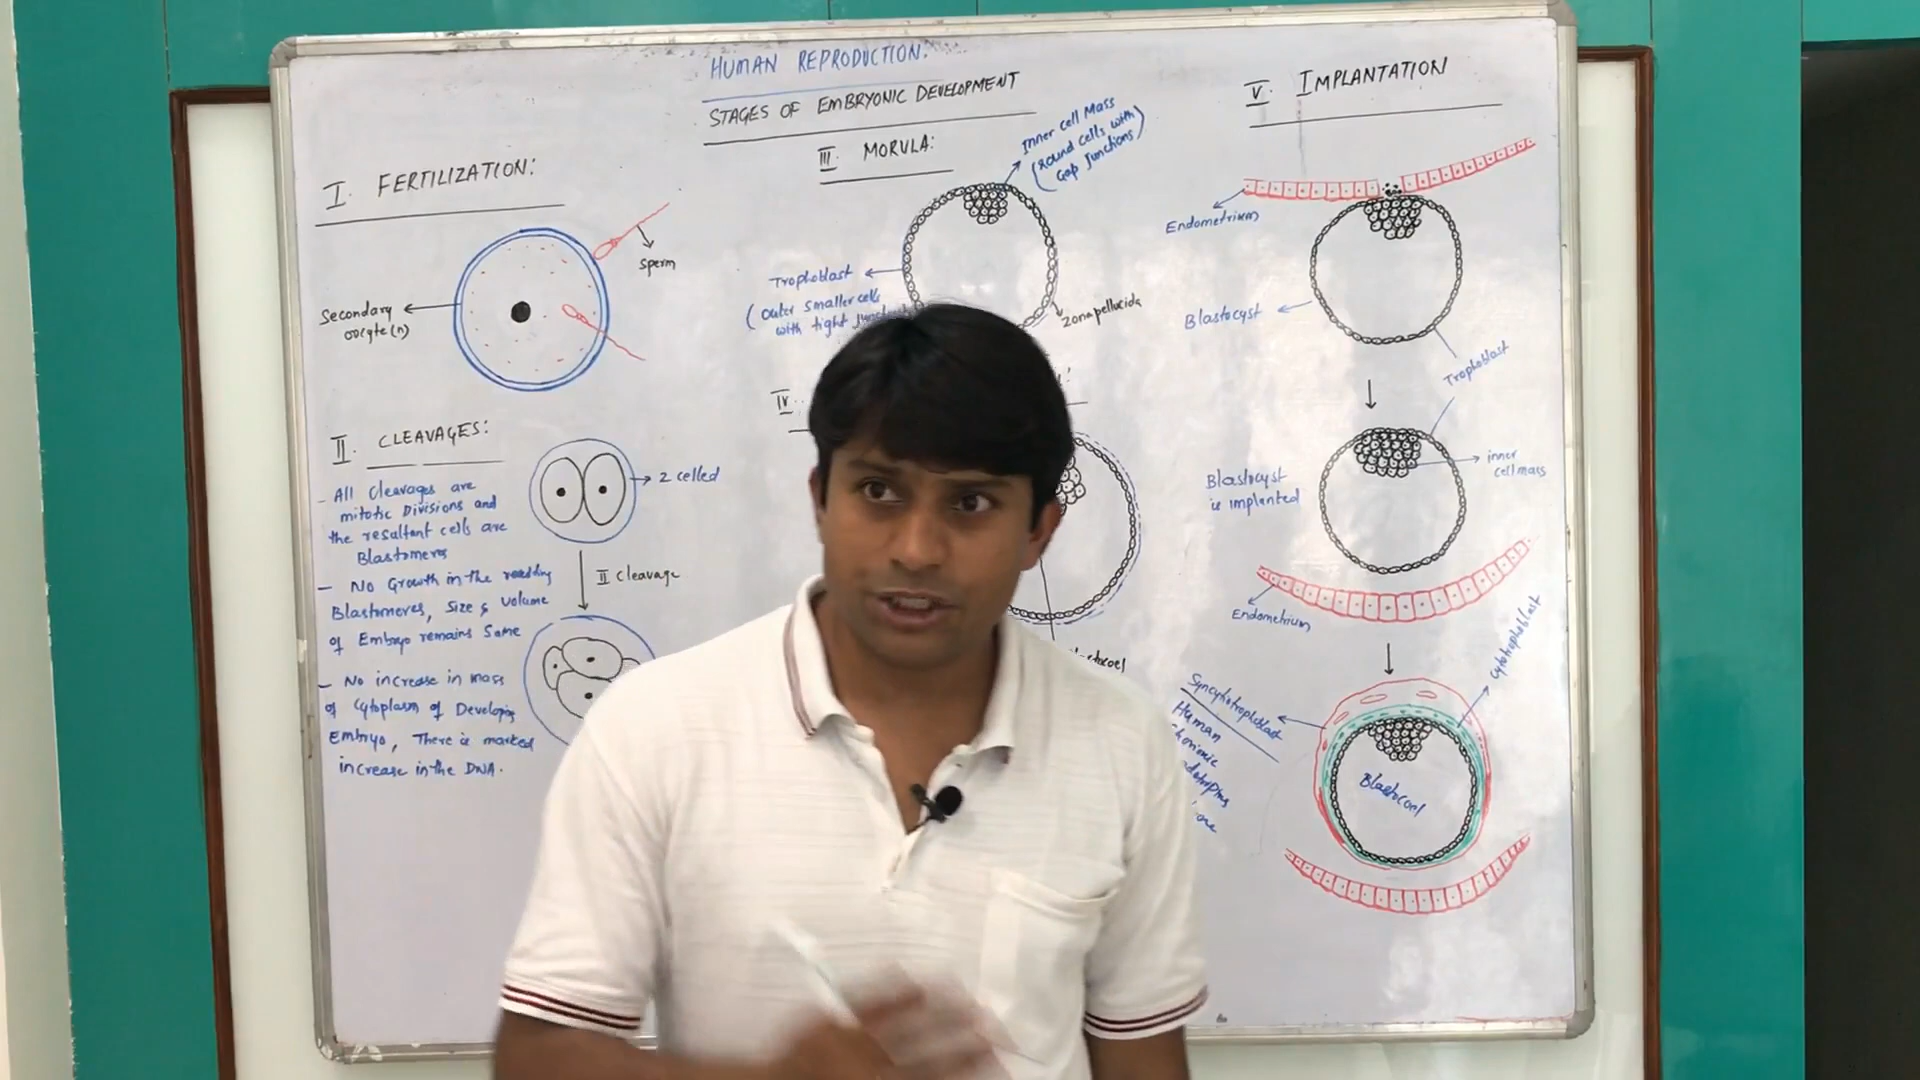 HUMAN REPRODUCTION:
STAGES OF EMBRYONIC DEVELOPMENT
I. FERTILIZATION:
sperm
Secondary
oocyte(n)
II. CLEAVAGES:
- All Cleavages are
mitotic Divisions and
the resultant cells are
Blastomeres
- No Growth in the
Blastomeres, size & volume
of Embryo remains same
- No increase in mass
of Cytoplasm of Developing
Embryo, There is marked
increase in the DNA.
2 celled
II cleavage
III. MORULA:
Inner Cell Mass
(round cells with
Gap Junctions)
Trophoblast
(outer smaller cells
with tight
zona pellucida
IV.
V. IMPLANTATION
Endometrium
Blastocyst
Trophoblast
Blastocyst
is implanted
inner
cell mass
Endometrium
Cytotrophoblast
Syncytotrophoblast
Human
Blastocoel